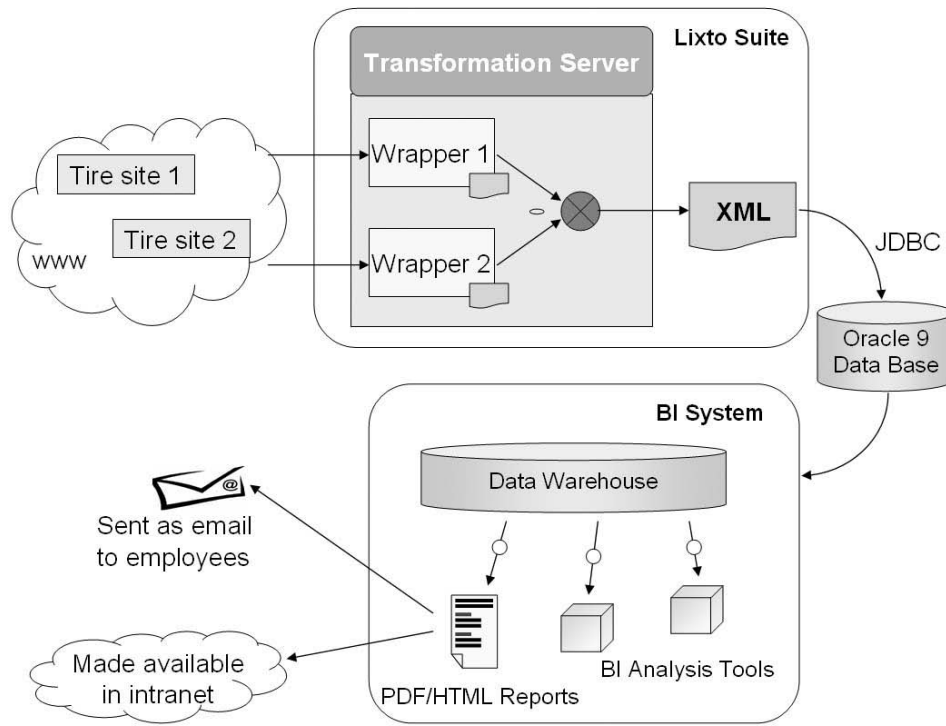 Lixto Suite
Transformation Server
Wrapper 1
Tire site 1
Tire site 2
www
Wrapper 2
XML
JDBC
Oracle 9
Data Base
BI System
Data Warehouse
@
Sent as email
to employees
Made available
in intranet
PDF/HTML Reports
BI Analysis Tools